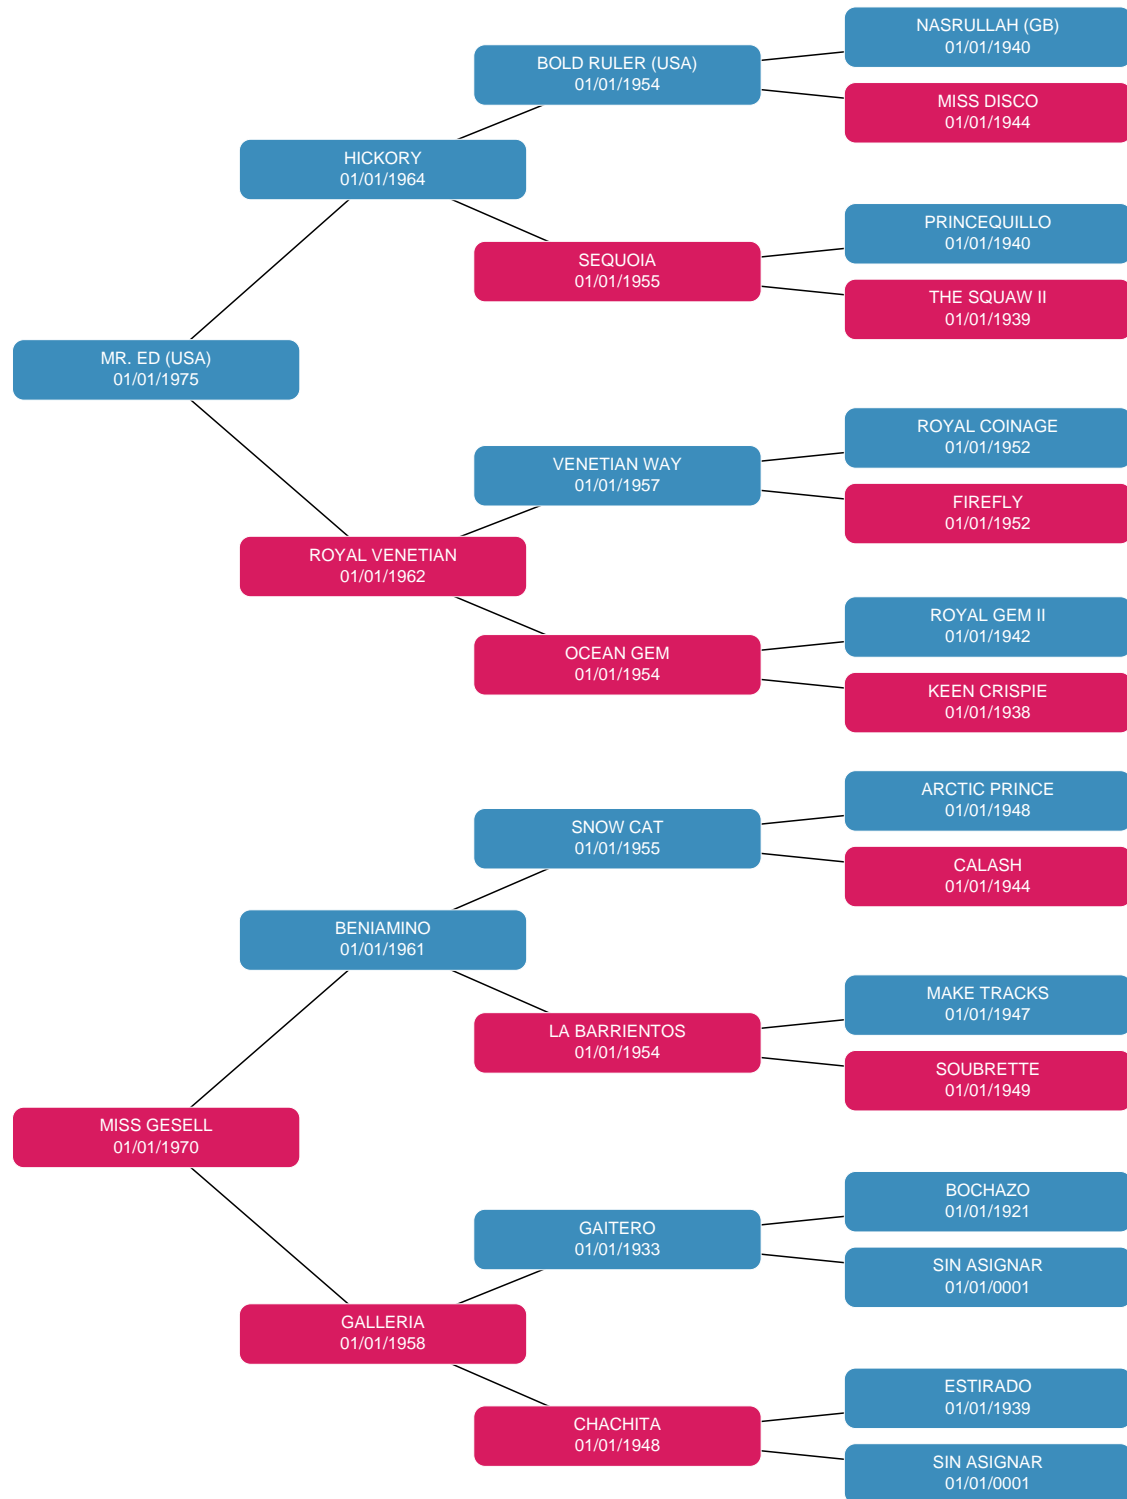 NASRULLAH (GB)
01/01/1940
BOLD RULER (USA)
01/01/1954
MISS DISCO
01/01/1944
HICKORY
01/01/1964
PRINCEQUILLO
01/01/1940
SEQUOIA
01/01/1955
THE SQUAW II
01/01/1939
MR. ED (USA)
01/01/1975
ROYAL COINAGE
01/01/1952
VENETIAN WAY
01/01/1957
FIREFLY
01/01/1952
ROYAL VENETIAN
01/01/1962
ROYAL GEM II
01/01/1942
OCEAN GEM
01/01/1954
KEEN CRISPIE
01/01/1938
ARCTIC PRINCE
01/01/1948
SNOW CAT
01/01/1955
CALASH
01/01/1944
BENIAMINO
01/01/1961
MAKE TRACKS
01/01/1947
LA BARRIENTOS
01/01/1954
SOUBRETTE
01/01/1949
MISS GESELL
01/01/1970
BOCHAZO
01/01/1921
GAITERO
01/01/1933
SIN ASIGNAR
01/01/0001
GALLERIA
01/01/1958
ESTIRADO
01/01/1939
CHACHITA
01/01/1948
SIN ASIGNAR
01/01/0001